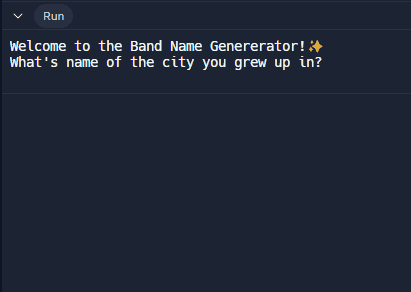 Run
Welcome to the Band Name Genererator!✨
What's name of the city you grew up in?